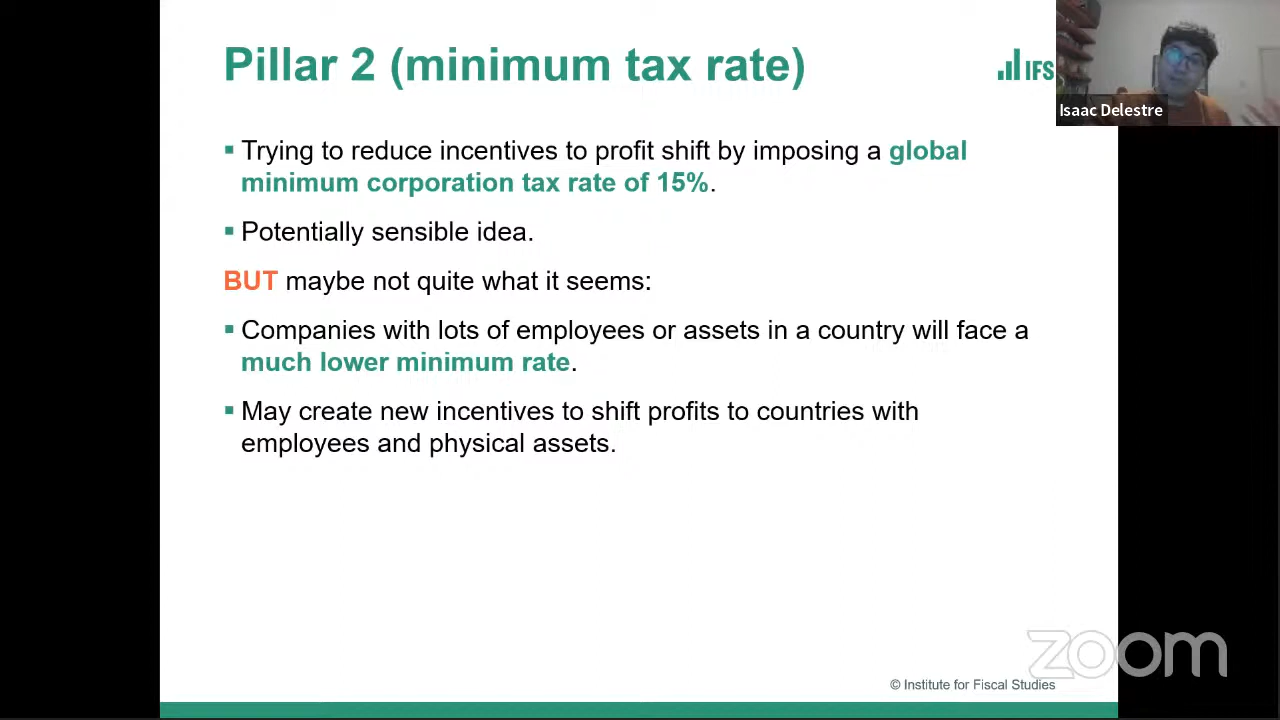 Pillar 2 (minimum tax rate)
IFS
Isaac Delestre
▪ Trying to reduce incentives to profit shift by imposing a global
minimum corporation tax rate of 15%.
▪ Potentially sensible idea.
BUT maybe not quite what it seems:
▪ Companies with lots of employees or assets in a country will face a
much lower minimum rate.
▪ May create new incentives to shift profits to countries with
employees and physical assets.
zoom
© Institute for Fiscal Studies